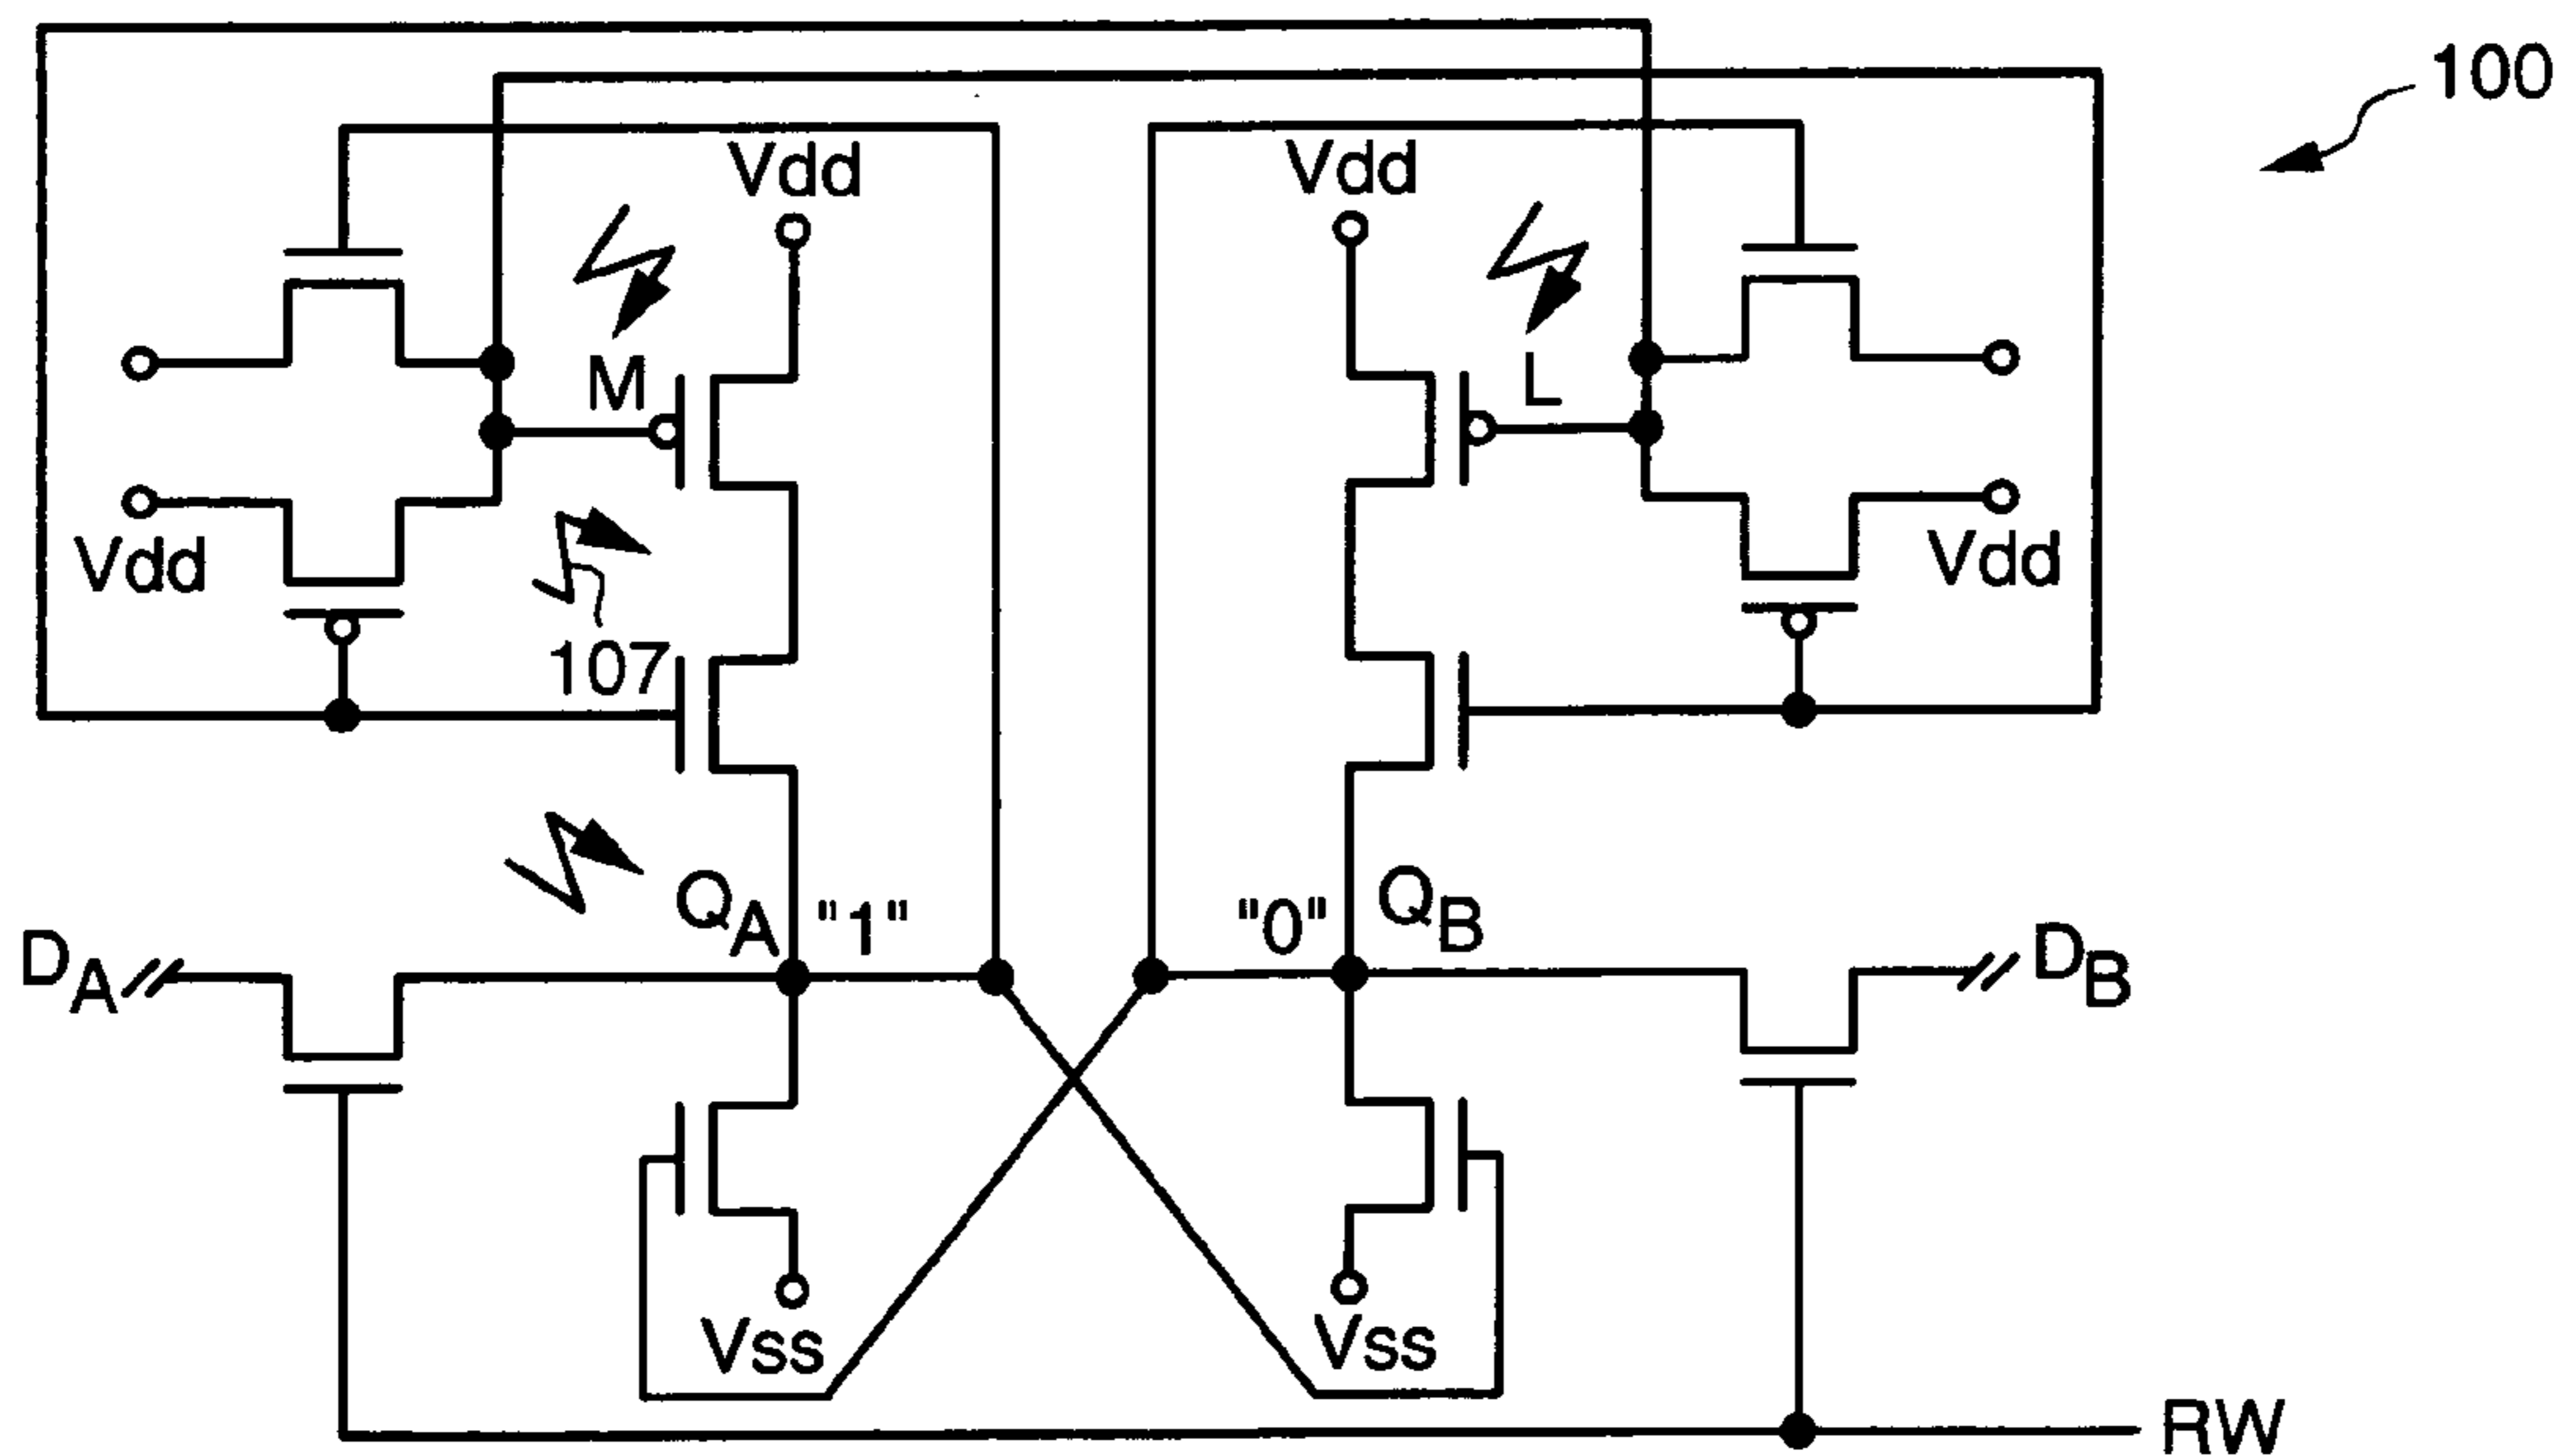 100
Vdd
Vdd
M
L
Vdd
Vdd
107
QA "1"
"0" QB
DA
DB
Vss
Vss
RW